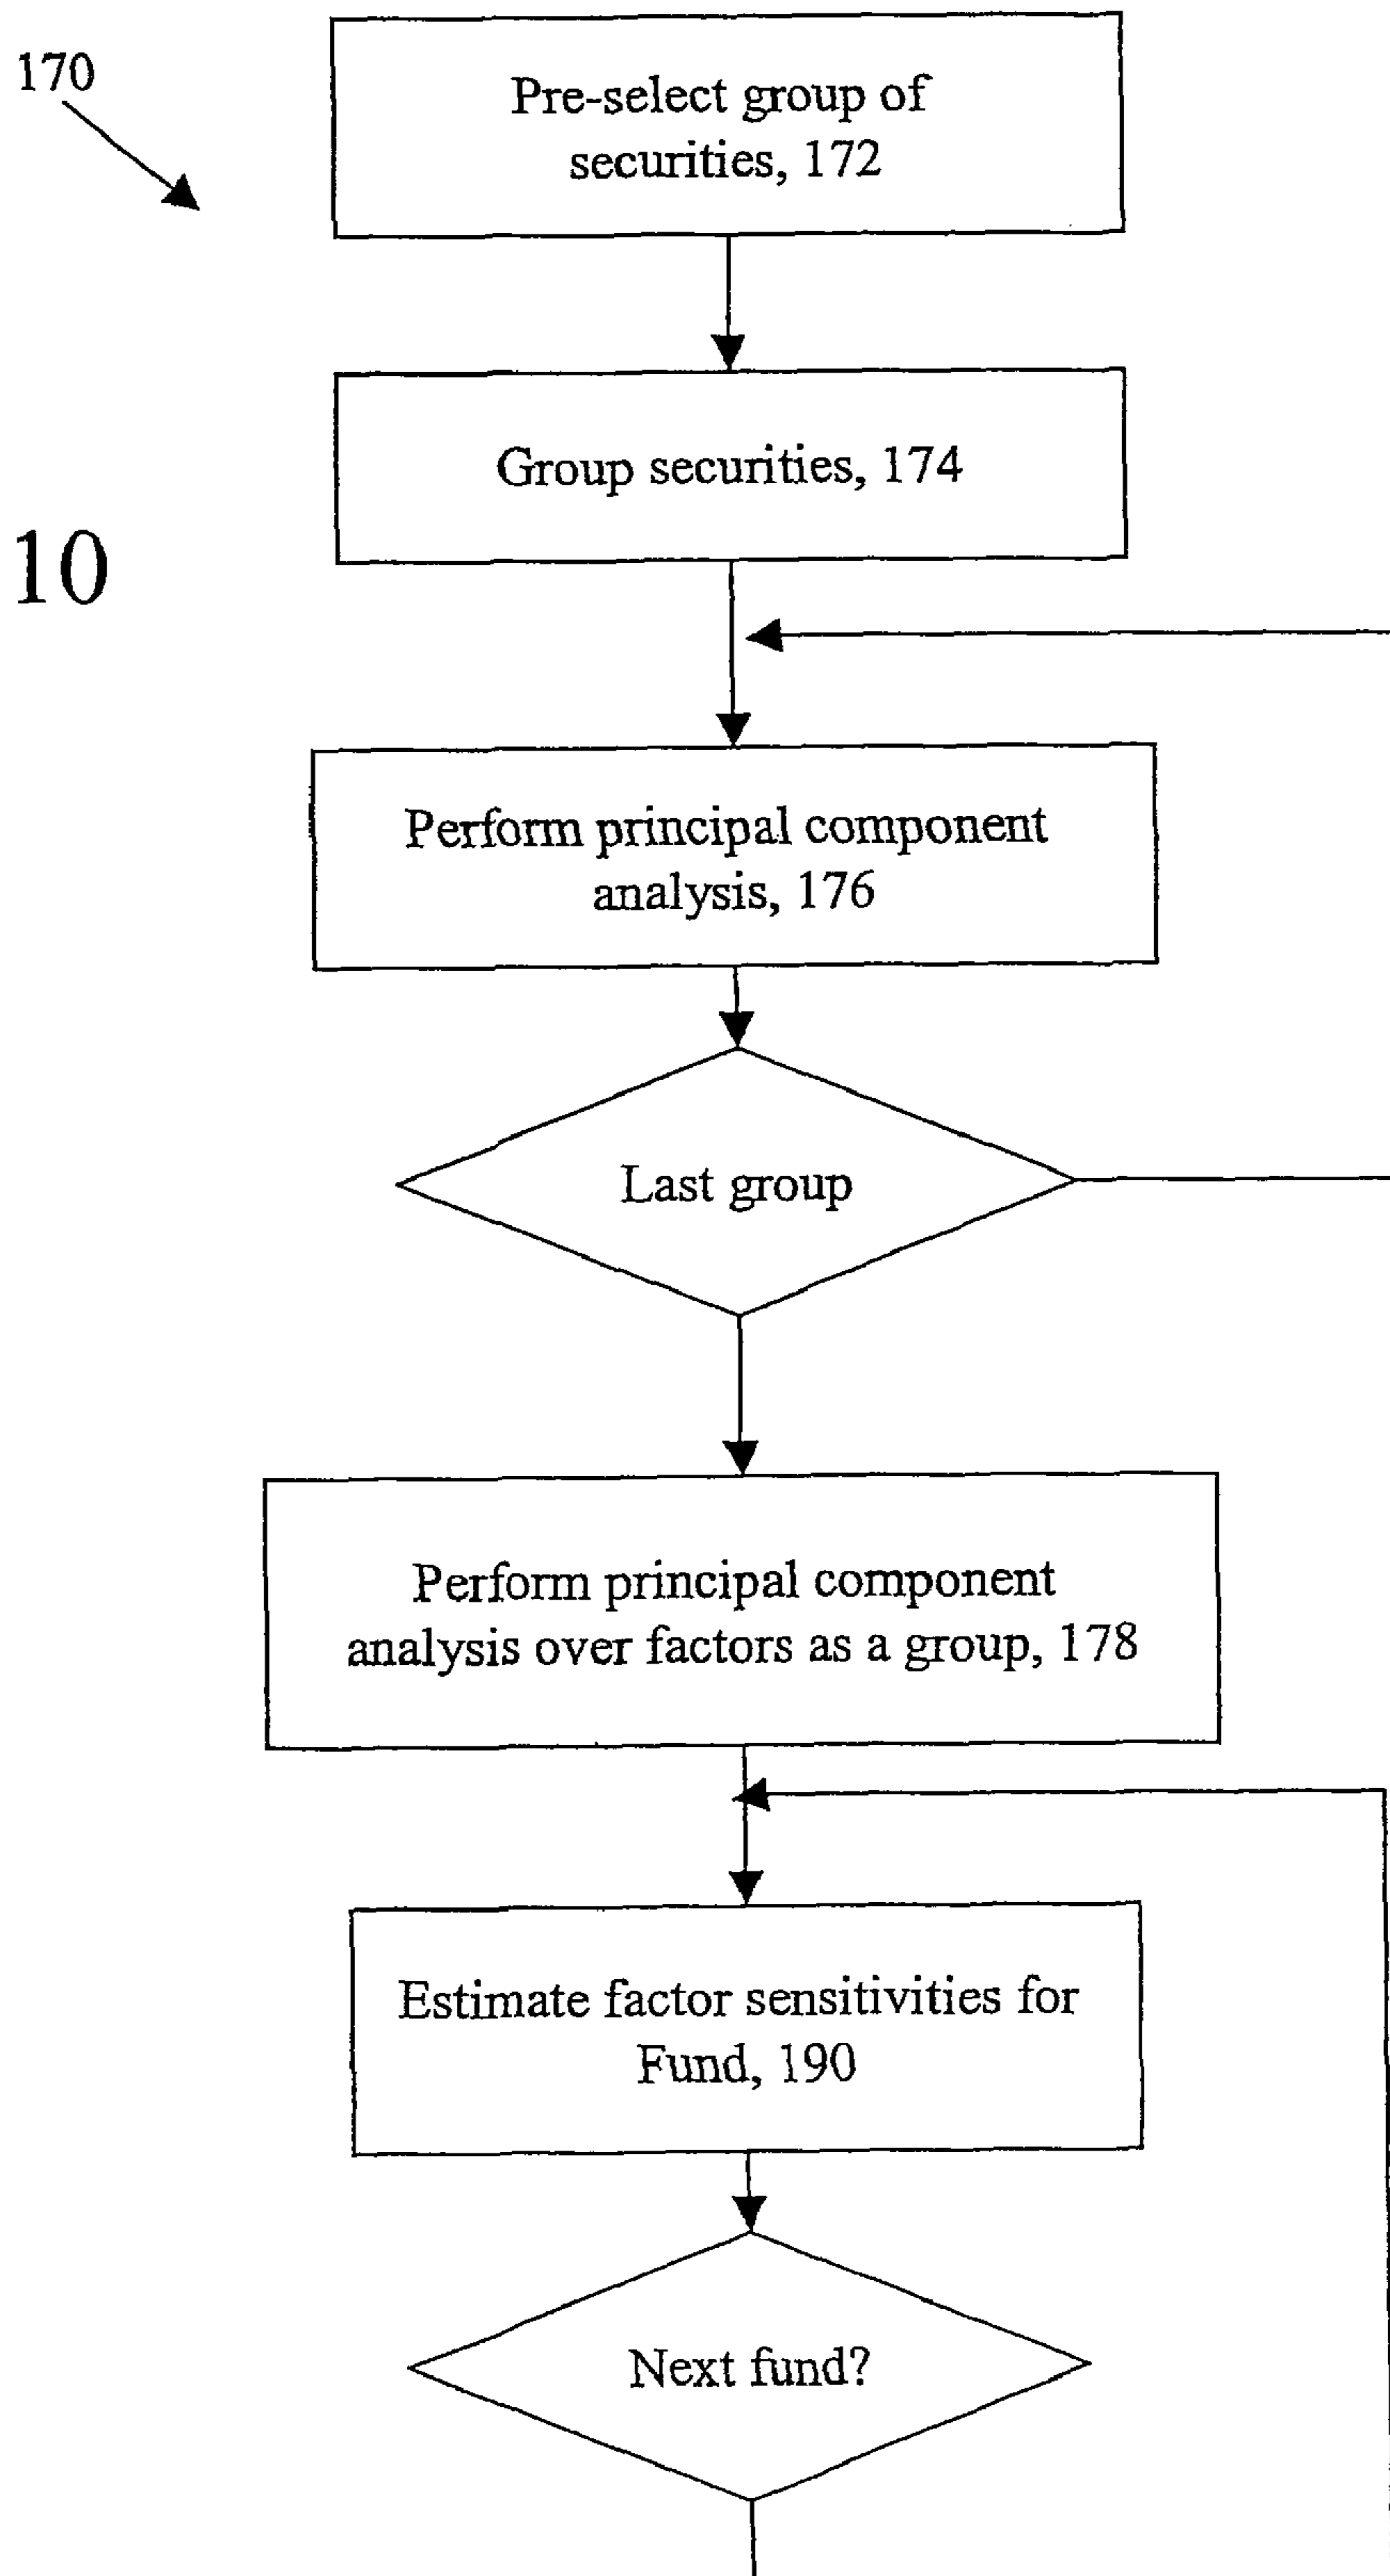 170
Pre-select group of
securities, 172
Group securities, 174
10
Perform principal component
analysis, 176
Last group
Perform principal component
analysis over factors as a group, 178
Estimate factor sensitivities for
Fund, 190
Next fund?